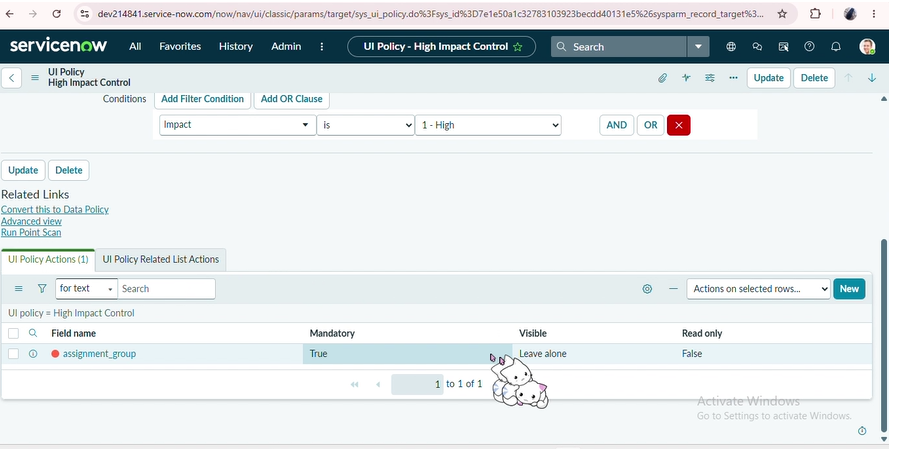 dev214841.service-now.com/now/nav/ui/classic/params/target/sys_ui_policy.do%3Fsys_id%3D7e1e50a1c32783103923becdd40131e5%26sysparm_record_target%3...
servicenow All Favorites History Admin UI Policy - High Impact Control Search
UI Policy
High Impact Control
Update Delete
Conditions Add Filter Condition Add OR Clause
Impact is 1 - High AND OR
Update Delete
Related Links
Convert this to Data Policy
Advanced view
Run Point Scan
UI Policy Actions (1) UI Policy Related List Actions
for text Search Actions on selected rows... New
UI policy = High Impact Control
Field name Mandatory Visible Read only
assignment_group True Leave alone False
1 to 1 of 1
Activate Windows
Go to Settings to activate Windows.